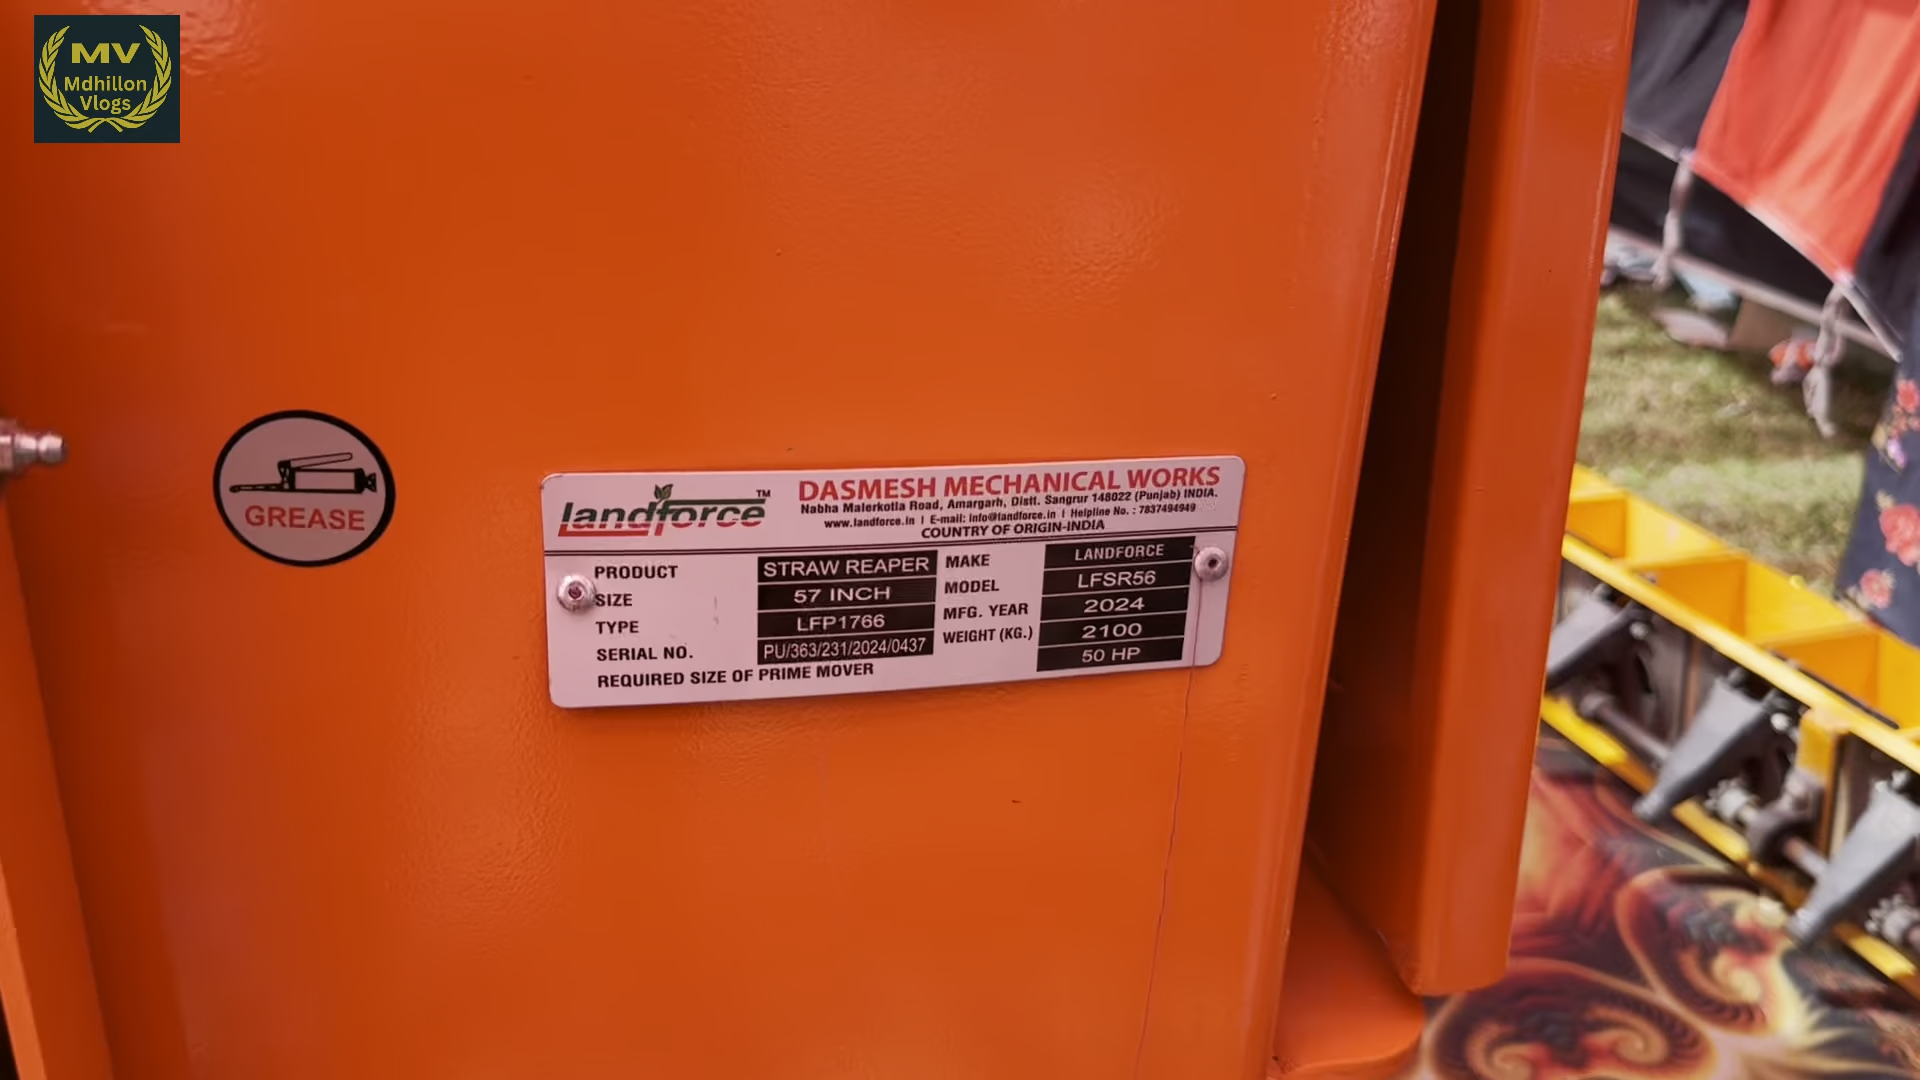 MV
Mdhillon
Vlogs
GREASE
landforce™
DASMESH MECHANICAL WORKS
Nabha Malerkotla Road, Amargarh, Distt. Sangrur 148022 (Punjab) INDIA.
www.landforce.in | E-mail: info@landforce.in | Helpline No. : 7837494949
COUNTRY OF ORIGIN-INDIA
PRODUCT STRAW REAPER MAKE LANDFORCE
SIZE 57 INCH MODEL LFSR56
TYPE LFP1766 MFG. YEAR 2024
SERIAL NO. PU/363/231/2024/0437 WEIGHT (KG.) 2100
REQUIRED SIZE OF PRIME MOVER 50 HP